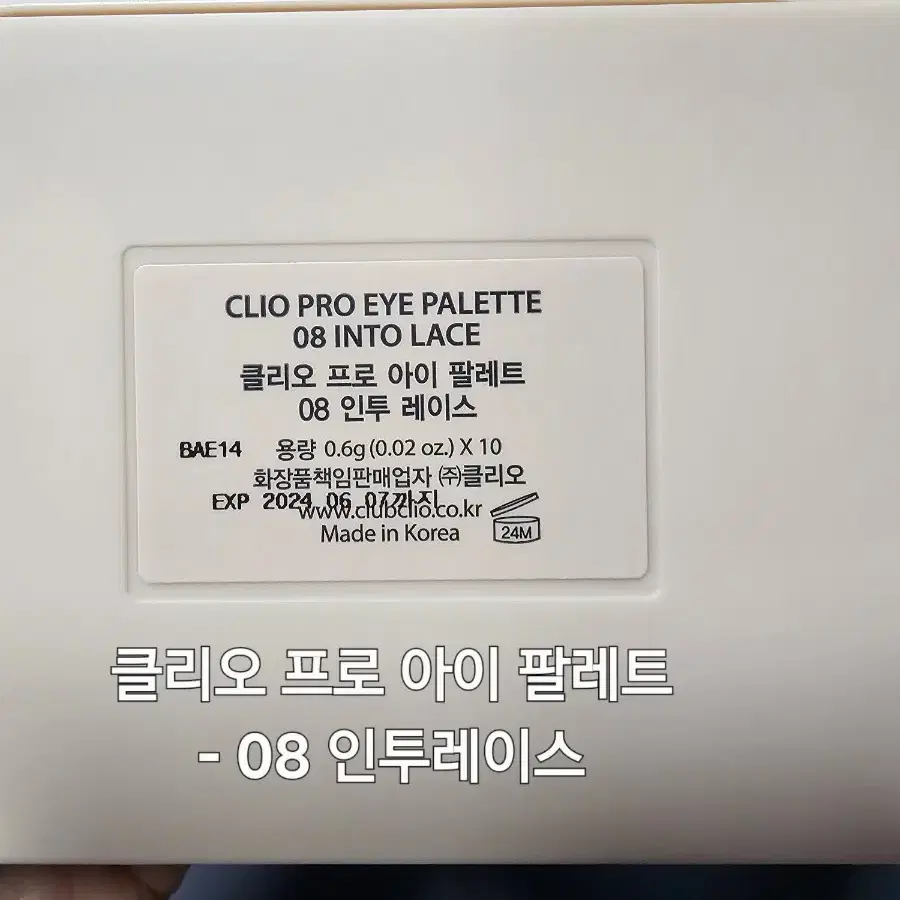 CLIO PRO EYE PALETTE
08 INTO LACE
클리오 프로 아이 팔레트
08 인투 레이스
BAE14 용량 0.6g (0.02 oz.) X 10
화장품책임판매업자 ㈜클리오
EXP 2024 06 07까지
www.clubclio.co.kr
Made in Korea 24M
클리오 프로 아이 팔레트
- 08 인투레이스